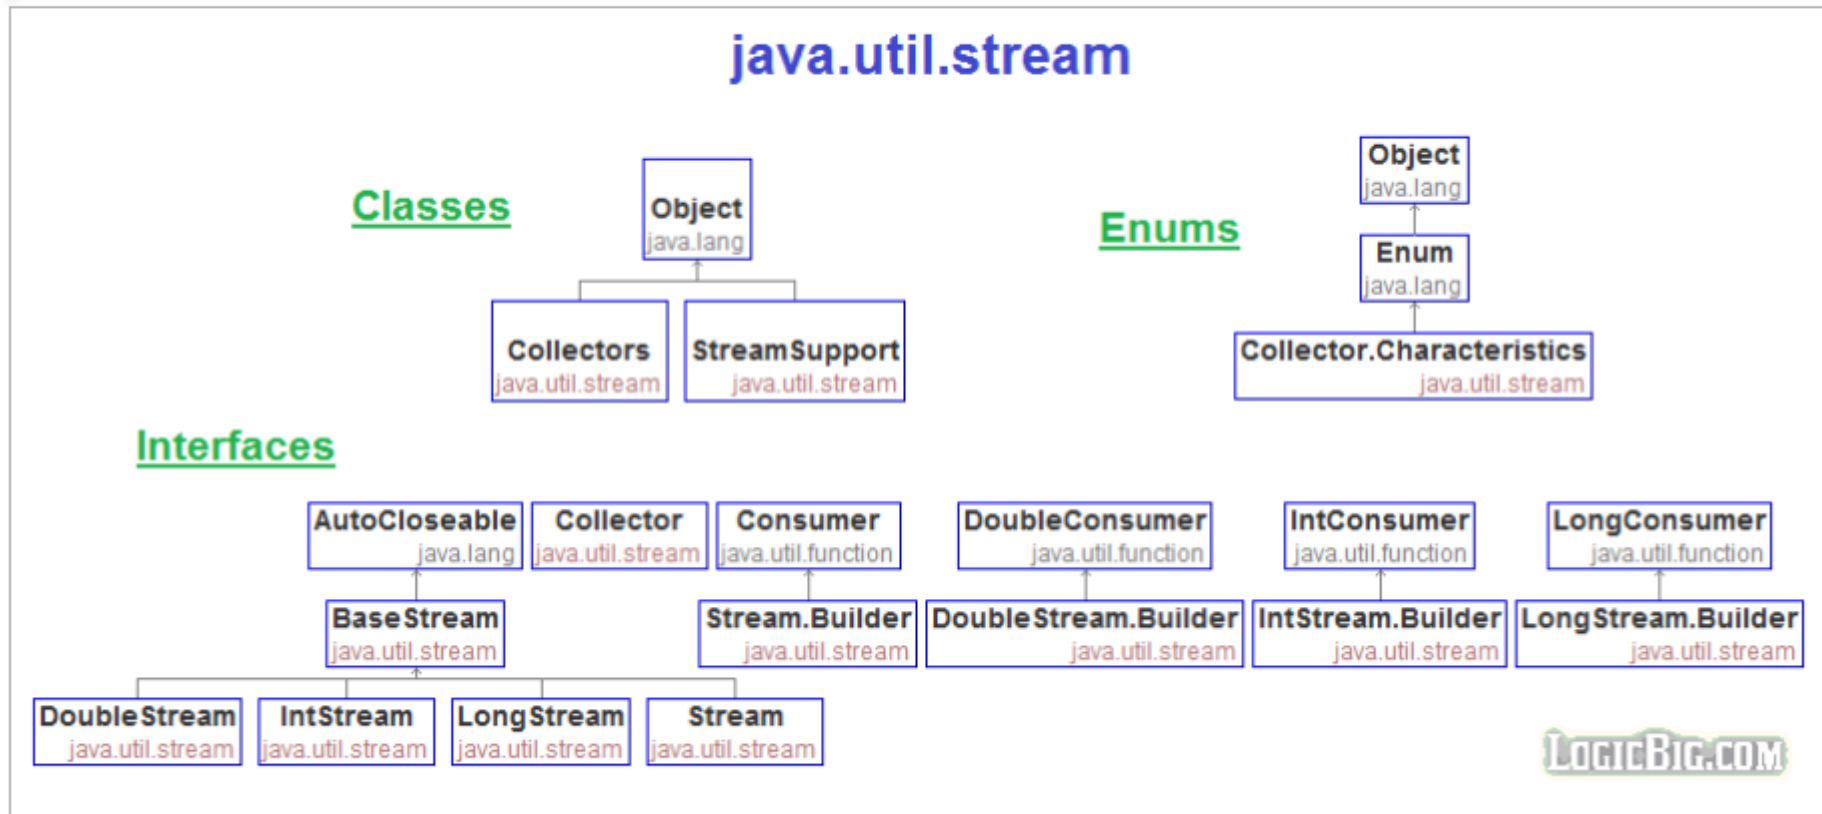 java.util.stream
Classes
Object
java.lang
Collectors
java.util.stream
StreamSupport
java.util.stream
Enums
Object
java.lang
Enum
java.lang
Collector.Characteristics
java.util.stream
Interfaces
AutoCloseable
java.lang
Collector
java.util.stream
Consumer
java.util.function
DoubleConsumer
java.util.function
IntConsumer
java.util.function
LongConsumer
java.util.function
BaseStream
java.util.stream
Stream.Builder
java.util.stream
DoubleStream.Builder
java.util.stream
IntStream.Builder
java.util.stream
LongStream.Builder
java.util.stream
DoubleStream
java.util.stream
IntStream
java.util.stream
LongStream
java.util.stream
Stream
java.util.stream
LogicBig.com